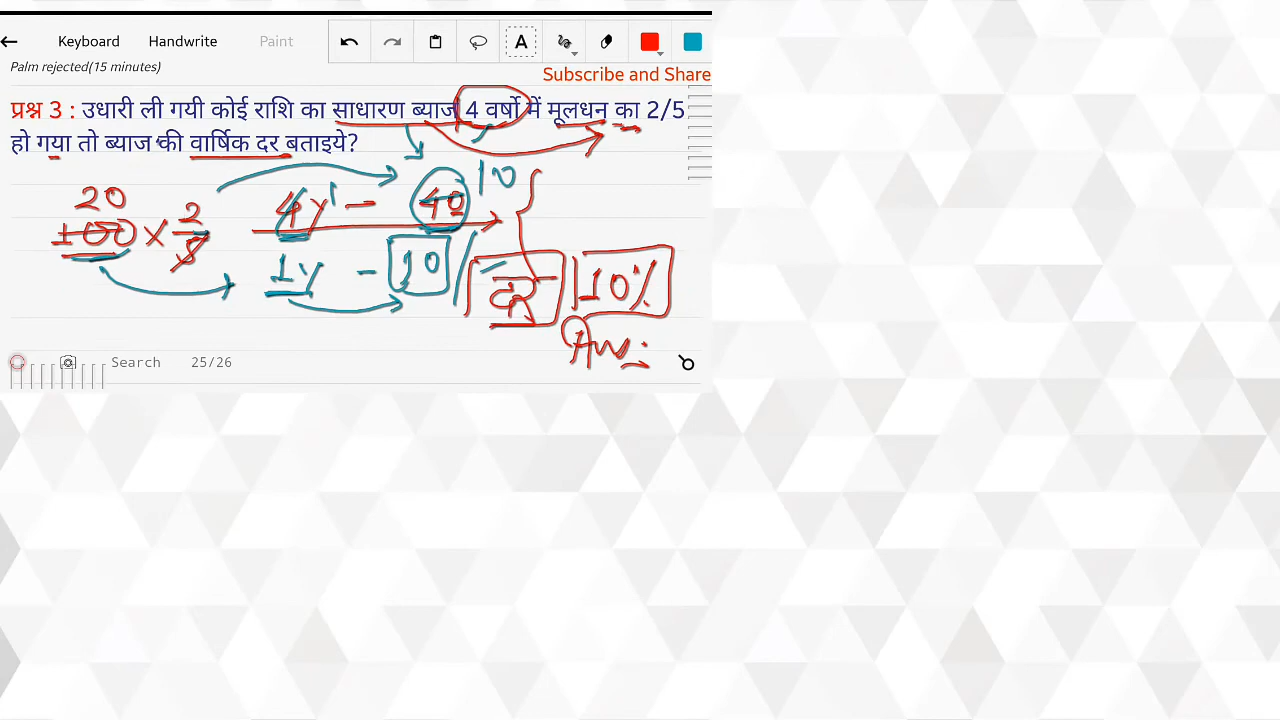 Keyboard Handwrite Paint A
Palm rejected(15 minutes)
Subscribe and Share
प्रश्न 3 : उधारी ली गयी कोई राशि का साधारण ब्याज 4 वर्षो में मूलधन का 2/5
हो गया तो ब्याज की वार्षिक दर बताइये?
20
100 × 2/5 4y - 40 10
1y - 10 दर 10%
Ans:
Search 25/26